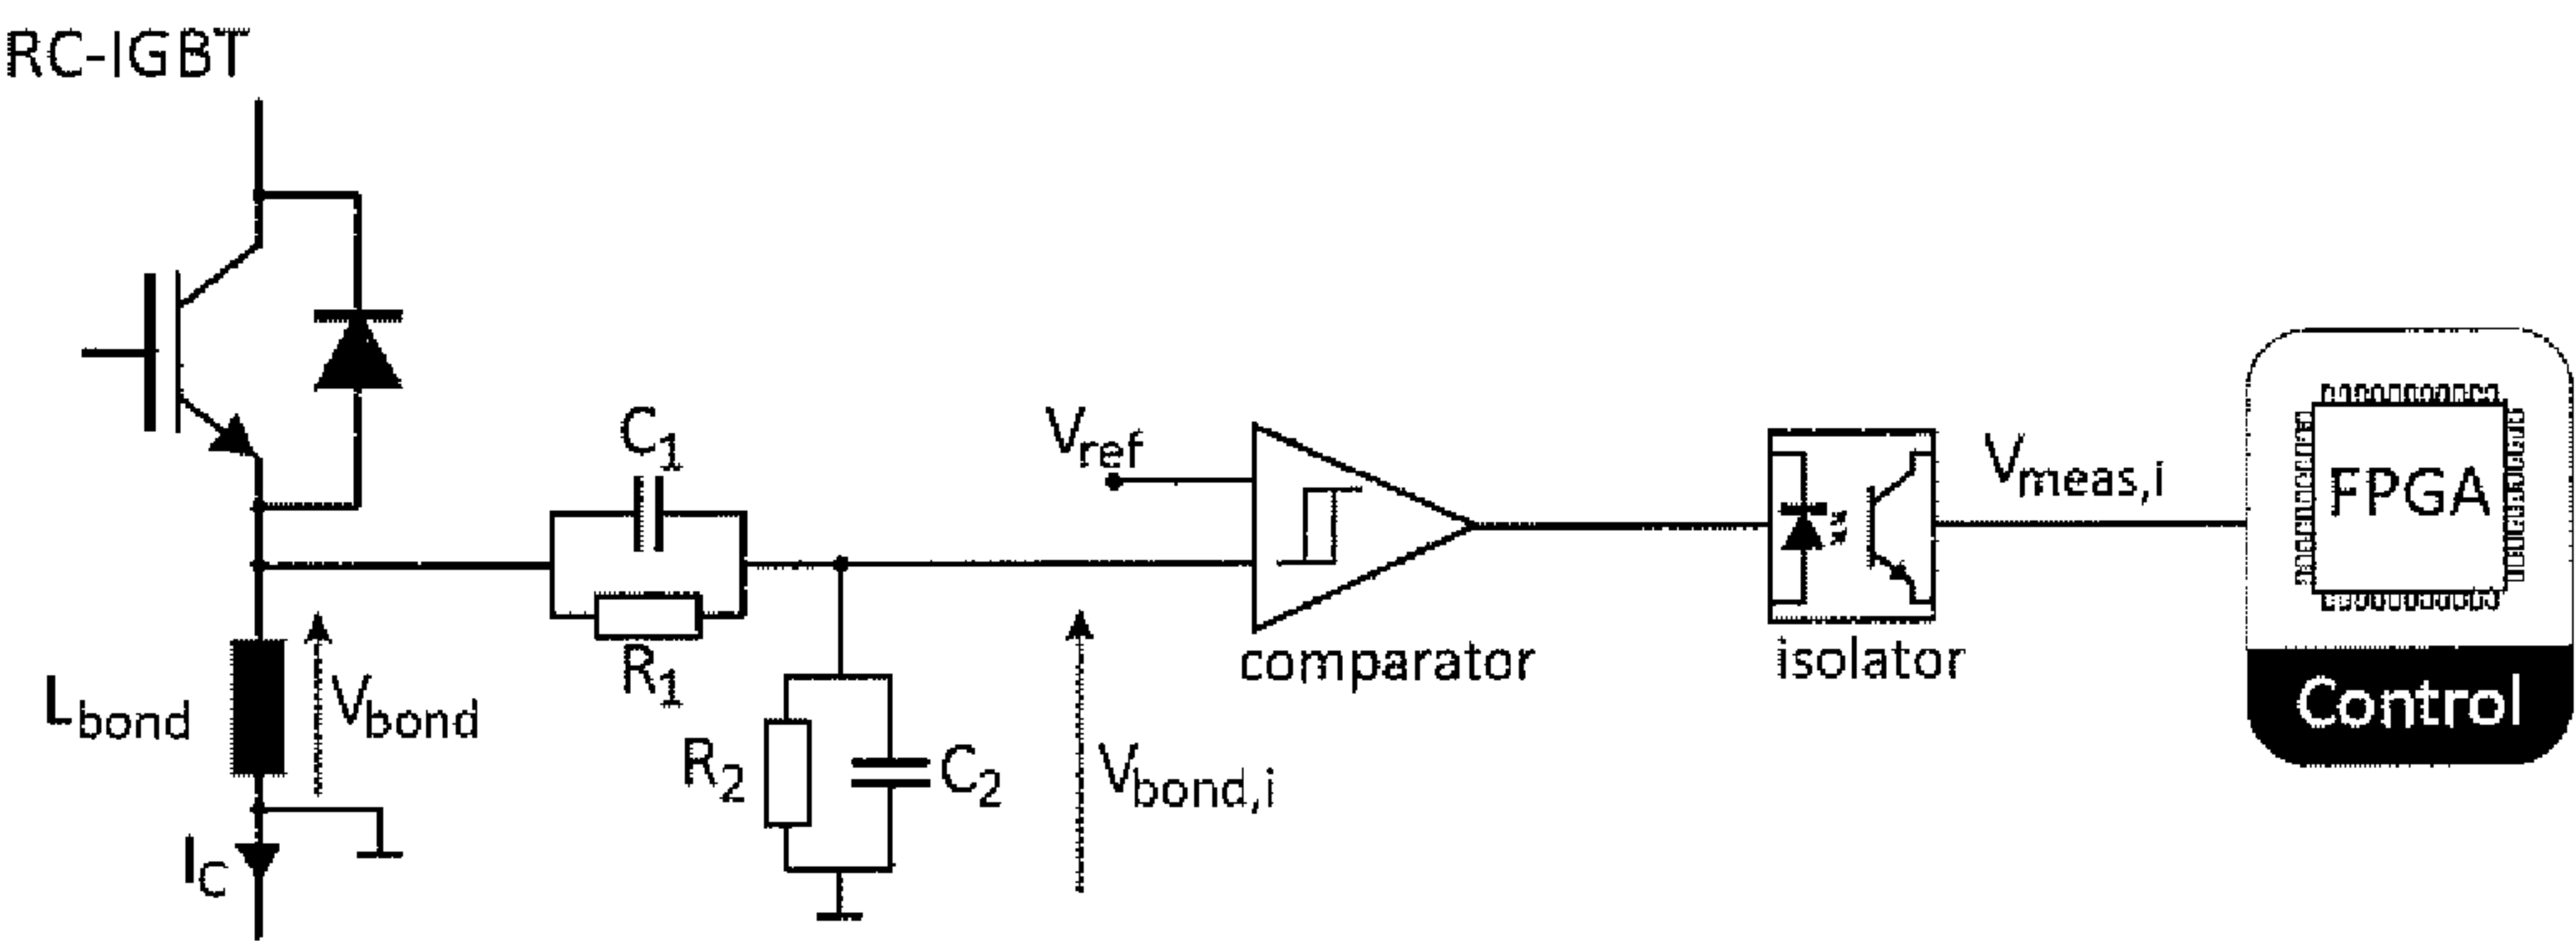 RC-IGBT
C1
Vref
Vmeas,i
FPGA
R1
comparator
isolator
Lbond
Vbond
R2
C2
Vbond,i
Control
IC